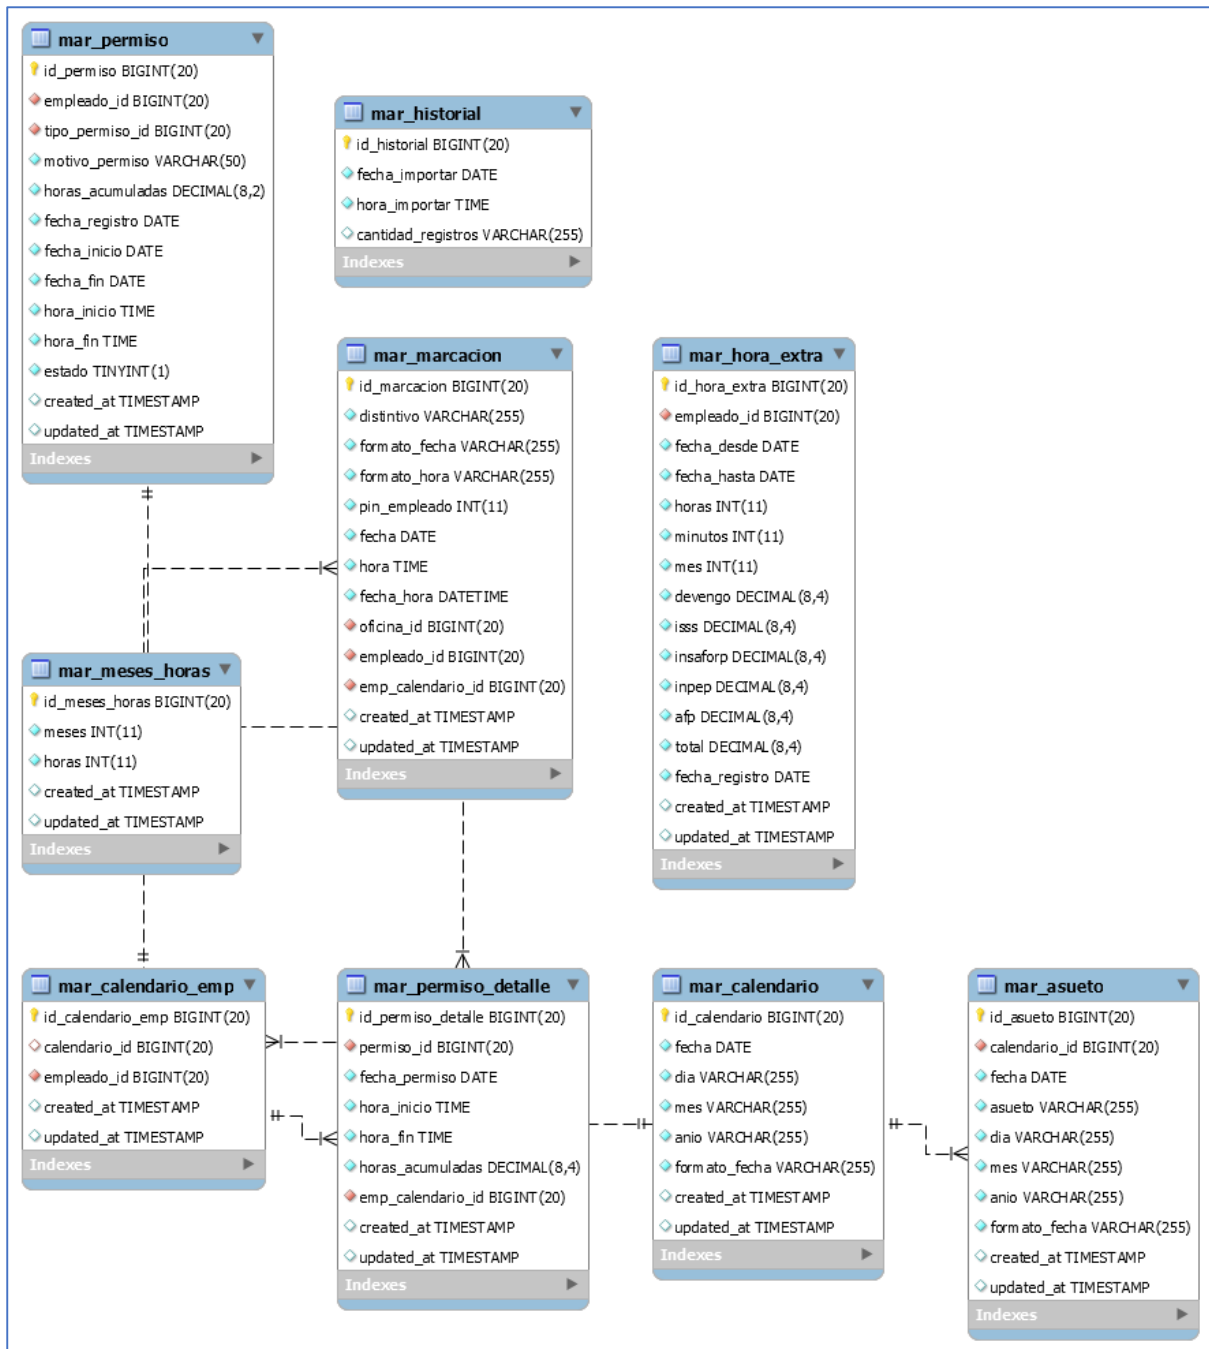 mar_permiso
id_permiso BIGINT(20)
empleado_id BIGINT(20)
tipo_permiso_id BIGINT(20)
motivo_permiso VARCHAR(50)
horas_acumuladas DECIMAL(8,2)
fecha_registro DATE
fecha_inicio DATE
fecha_fin DATE
hora_inicio TIME
hora_fin TIME
estado TINYINT(1)
created_at TIMESTAMP
updated_at TIMESTAMP
Indexes
mar_historial
id_historial BIGINT(20)
fecha_importar DATE
hora_importar TIME
cantidad_registros VARCHAR(255)
Indexes
mar_marcacion
id_marcacion BIGINT(20)
distintivo VARCHAR(255)
formato_fecha VARCHAR(255)
formato_hora VARCHAR(255)
pin_empleado INT(11)
fecha DATE
hora TIME
fecha_hora DATETIME
oficina_id BIGINT(20)
empleado_id BIGINT(20)
emp_calendario_id BIGINT(20)
created_at TIMESTAMP
updated_at TIMESTAMP
Indexes
mar_hora_extra
id_hora_extra BIGINT(20)
empleado_id BIGINT(20)
fecha_desde DATE
fecha_hasta DATE
horas INT(11)
minutos INT(11)
mes INT(11)
devengo DECIMAL(8,4)
isss DECIMAL(8,4)
insaforp DECIMAL(8,4)
inpep DECIMAL(8,4)
afp DECIMAL(8,4)
total DECIMAL(8,4)
fecha_registro DATE
created_at TIMESTAMP
updated_at TIMESTAMP
Indexes
mar_meses_horas
id_meses_horas BIGINT(20)
meses INT(11)
horas INT(11)
created_at TIMESTAMP
updated_at TIMESTAMP
Indexes
mar_calendario_emp
id_calendario_emp BIGINT(20)
calendario_id BIGINT(20)
empleado_id BIGINT(20)
created_at TIMESTAMP
updated_at TIMESTAMP
Indexes
mar_permiso_detalle
id_permiso_detalle BIGINT(20)
permiso_id BIGINT(20)
fecha_permiso DATE
hora_inicio TIME
hora_fin TIME
horas_acumuladas DECIMAL(8,4)
emp_calendario_id BIGINT(20)
created_at TIMESTAMP
updated_at TIMESTAMP
Indexes
mar_calendario
id_calendario BIGINT(20)
fecha DATE
dia VARCHAR(255)
mes VARCHAR(255)
anio VARCHAR(255)
formato_fecha VARCHAR(255)
created_at TIMESTAMP
updated_at TIMESTAMP
Indexes
mar_asueto
id_asueto BIGINT(20)
calendario_id BIGINT(20)
fecha DATE
asueto VARCHAR(255)
dia VARCHAR(255)
mes VARCHAR(255)
anio VARCHAR(255)
formato_fecha VARCHAR(255)
created_at TIMESTAMP
updated_at TIMESTAMP
Indexes